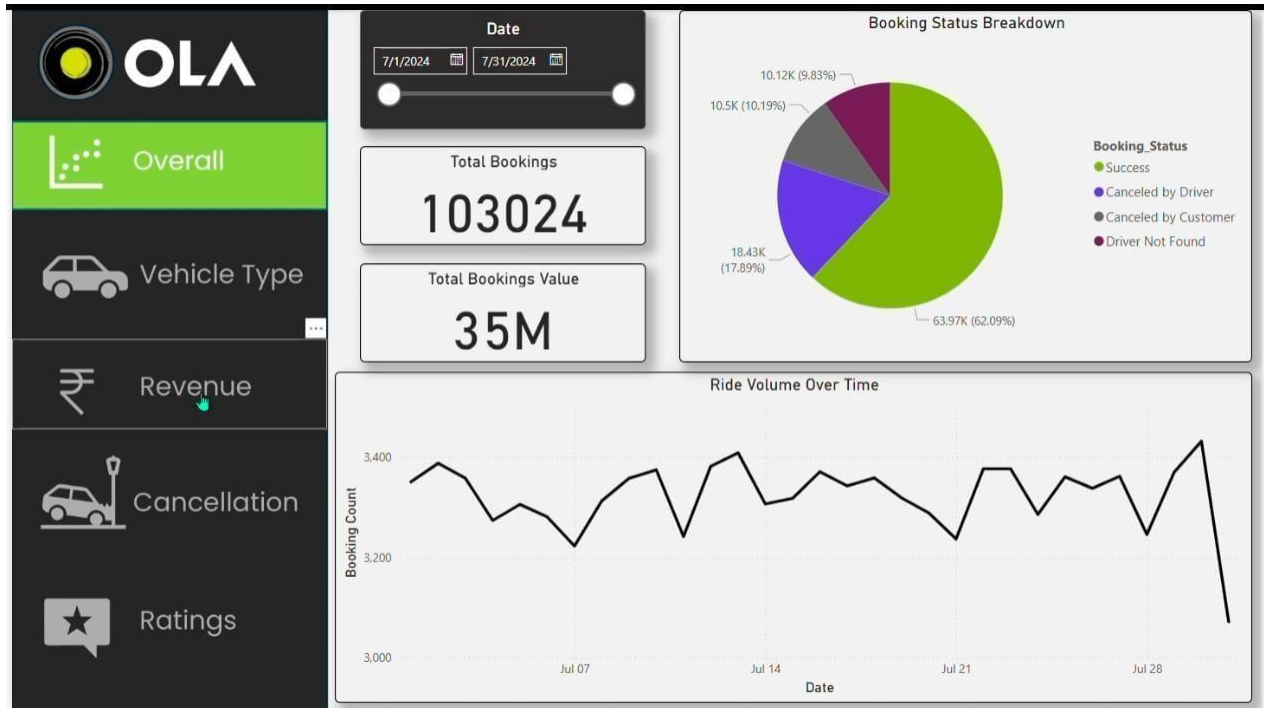 OLA
Overall
Vehicle Type
...
₹
Revenue
Cancellation
Ratings
Date
7/1/2024
7/31/2024
Total Bookings
103024
Total Bookings Value
35M
Booking Status Breakdown
10.12K (9.83%)
10.5K (10.19%)
18.43K
(17.89%)
63.97K (62.09%)
Booking_Status
Success
Canceled by Driver
Canceled by Customer
Driver Not Found
Ride Volume Over Time
Booking Count
3,400
3,200
3,000
Jul 07
Jul 14
Jul 21
Jul 28
Date